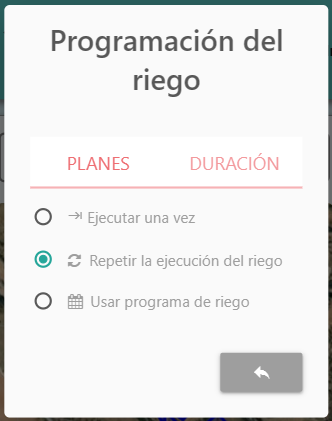 Programación del
riego
PLANES DURACIÓN
Ejecutar una vez
Repetir la ejecución del riego
Usar programa de riego